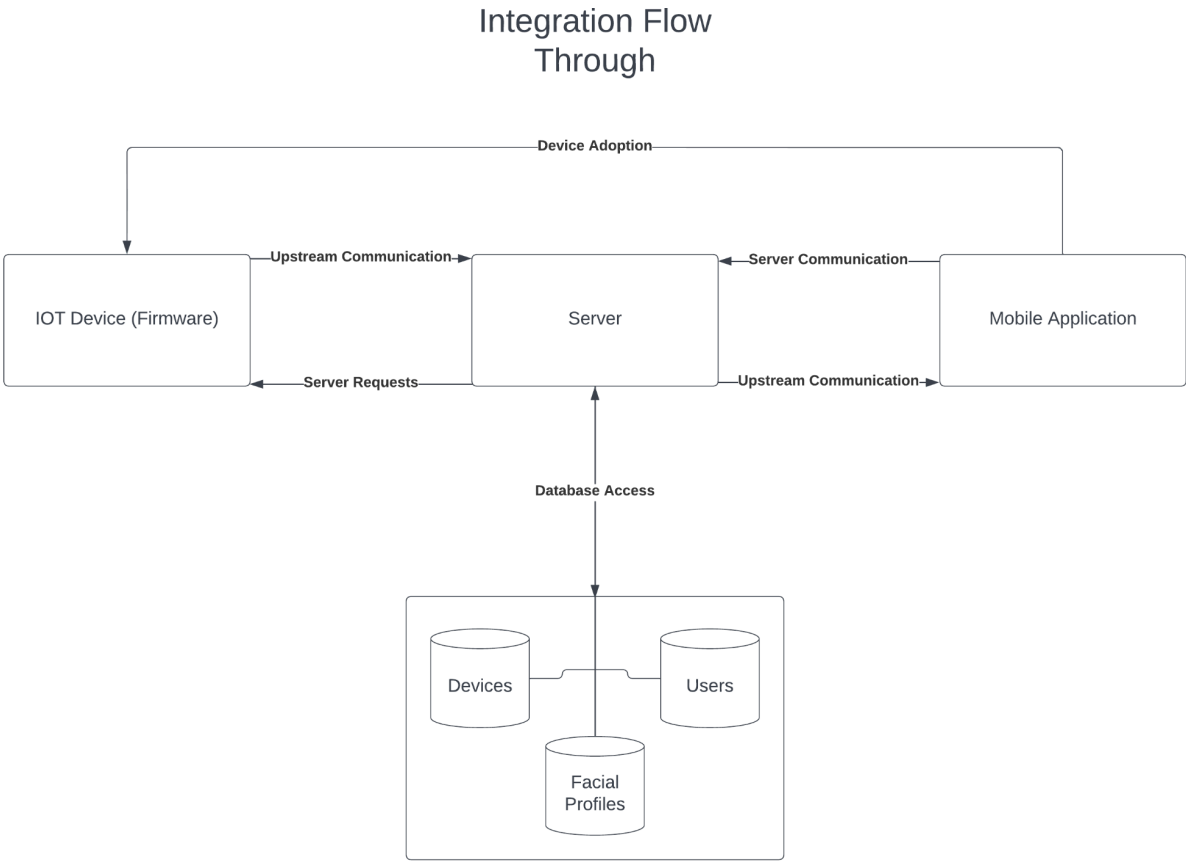 Integration Flow
Through
Device Adoption
Upstream Communication
Server Communication
IOT Device (Firmware)
Server
Mobile Application
Server Requests
Upstream Communication
Database Access
Devices
Users
Facial
Profiles